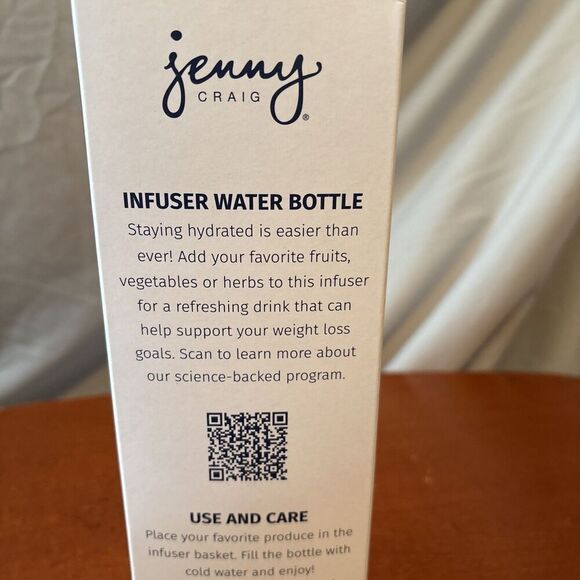 jenny
CRAIG®
INFUSER WATER BOTTLE
Staying hydrated is easier than
ever! Add your favorite fruits,
vegetables or herbs to this infuser
for a refreshing drink that can
help support your weight loss
goals. Scan to learn more about
our science-backed program.
USE AND CARE
Place your favorite produce in the
infuser basket. Fill the bottle with
cold water and enjoy!